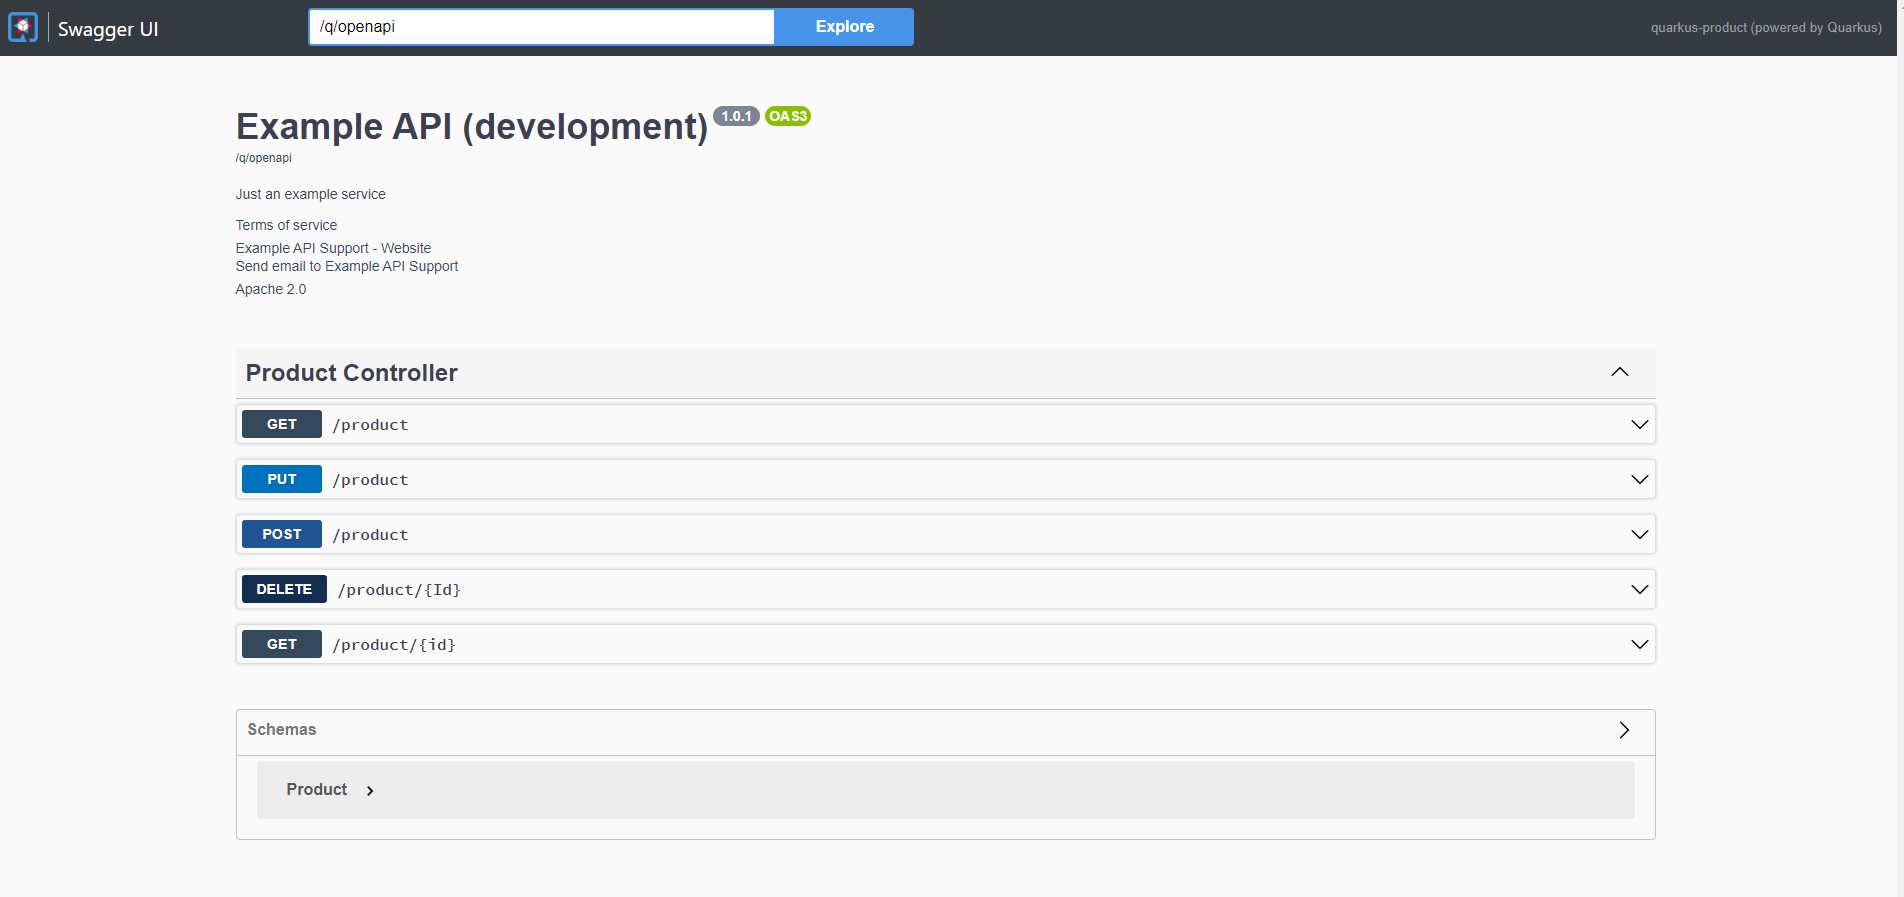 Swagger UI
/q/openapi
Explore
quarkus-product (powered by Quarkus)
Example API (development) 1.0.1 OAS3
/q/openapi
Just an example service
Terms of service
Example API Support - Website
Send email to Example API Support
Apache 2.0
Product Controller
GET /product
PUT /product
POST /product
DELETE /product/{Id}
GET /product/{id}
Schemas
Product